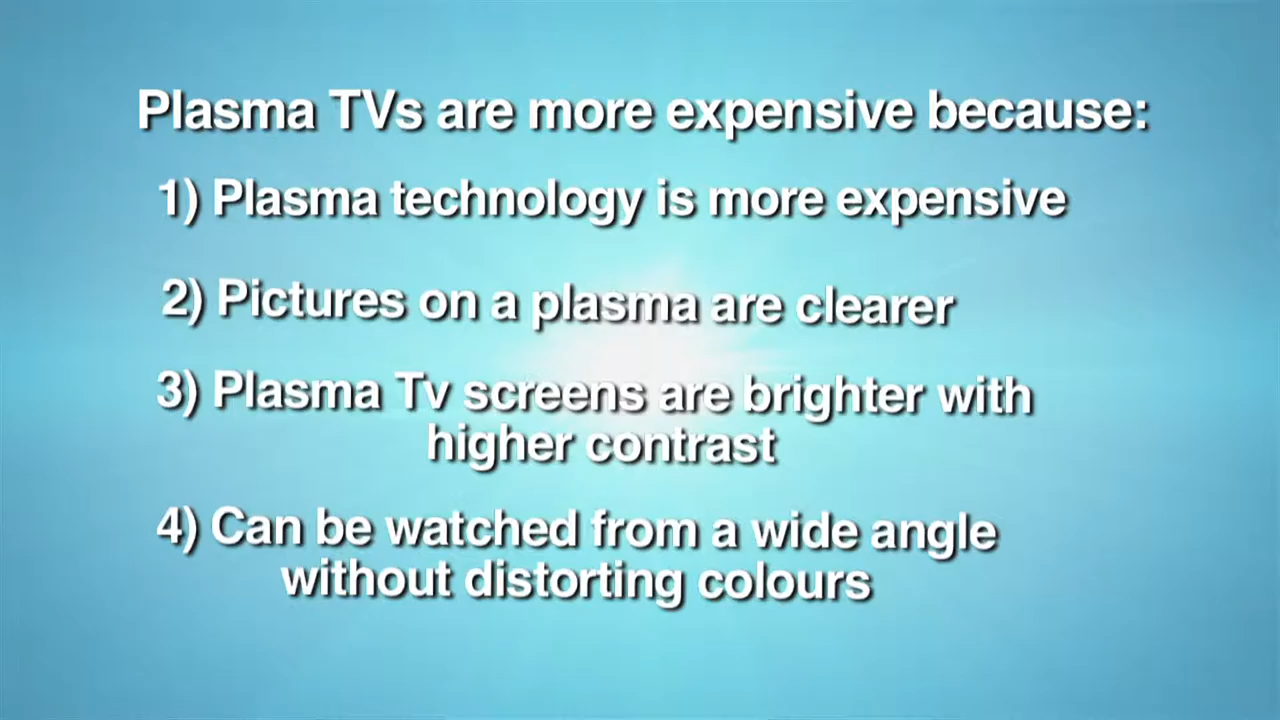 Plasma TVs are more expensive because:
1) Plasma technology is more expensive
2) Pictures on a plasma are clearer
3) Plasma Tv screens are brighter with
higher contrast
4) Can be watched from a wide angle
without distorting colours